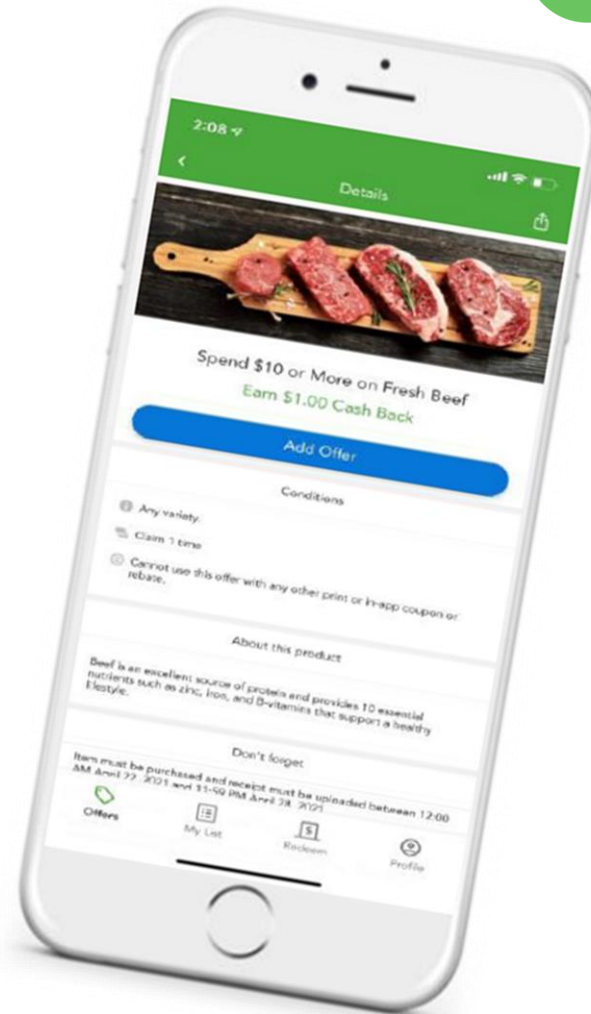 2:08
Details
Spend $10 or More on Fresh Beef
Earn $1.00 Cash Back
Add Offer
Conditions
Any variety.
Claim 1 time
Cannot use this offer with any other print or in-app coupon or
rebate.
About this product
Beef is an excellent source of protein and provides 10 essential
nutrients such as zinc, iron, and B-vitamins that support a healthy
lifestyle.
Don't forget
Item must be purchased and receipt must be uploaded between 12:00
AM April 22, 2021 and 11:59 PM April 28, 2021
Offers
My List
$
Redeem
Profile